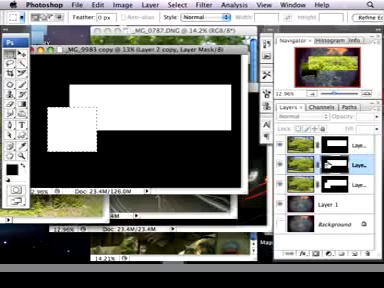 Photoshop File Edit Image Layer Select Filter Analysis View Window Help
Feather: 0 px Anti-alias Style: Normal Width: Height: Refine E
_MG_0787.DNG @ 14.2% (RGB/8*)
_MG_9983 copy @ 13% (Layer 2 copy, Layer Mask/8)
Ps
Navigator Histogram Info
12.96%
Layers Channels Paths
Normal Opacity:
Lock: Fill:
Laye...
Laye...
Laye...
Layer 1
Background
12.96% Doc: 23.4M/126.0M
Doc: 23.4M/23.4M
14.21%